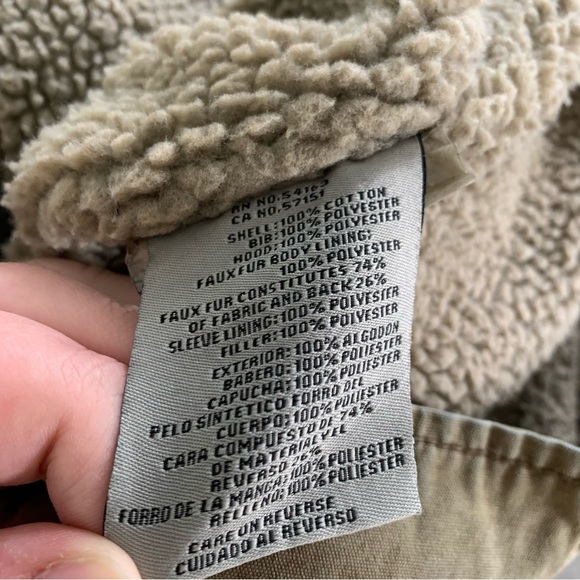 RN NO. 54163
CA NO. 57151
SHELL: 100% COTTON
BIB: 100% POLYESTER
HOOD: 100% POLYESTER
FAUX FUR BODY LINING:
100% POLYESTER
FAUX FUR CONSTITUTES 74%
OF FABRIC AND BACK 26%
SLEEVE LINING: 100% POLYESTER
FILLER: 100% POLYESTER
EXTERIOR: 100% ALGODON
BABERO: 100% POLIESTER
CAPUCHA: 100% POLIESTER
PELO SINTETICO FORRO DEL
CUERPO: 100% POLIESTER
CARA COMPUESTO DE 74%
DE MATERIAL Y EL
REVERSO 26%
FORRO DE LA MANGA: 100% POLIESTER
RELLENO: 100% POLIESTER
CARE ON REVERSE
CUIDADO AL REVERSO